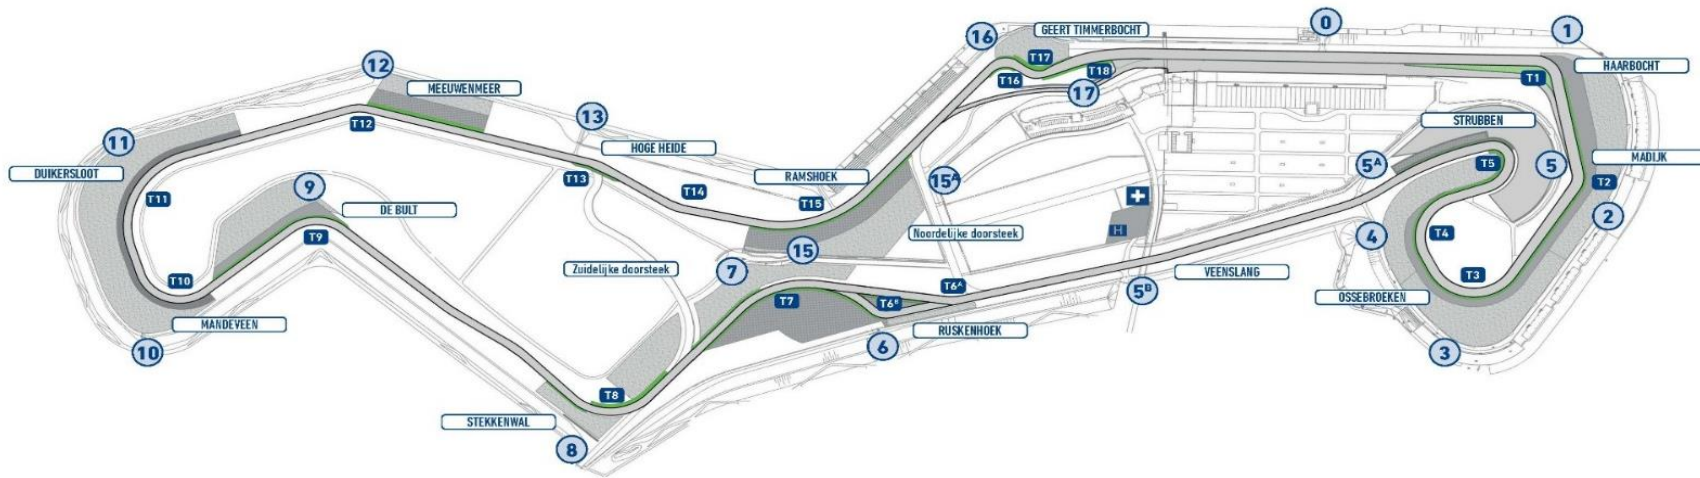 0
1
16
GEERT TIMMERBOCHT
T17
12
T16
T18
HAARBOCHT
T1
MEEUWENMEER
17
13
T12
STRUBBEN
11
HOGE HEIDE
MADIJK
DUIKERSLOOT
RAMSHOEK
15A
5A
T5
5
T13
T2
9
T14
T11
T15
DE BULT
2
T9
Noordelijke doorsteek
H
4
T4
15
Zuidelijke doorsteek
7
VEENSLANG
T3
T10
T6A
5B
OSSEBROEKEN
T7
T6B
MANDEVEEN
RUSKENHOEK
10
6
3
T8
STEKKENWAL
8